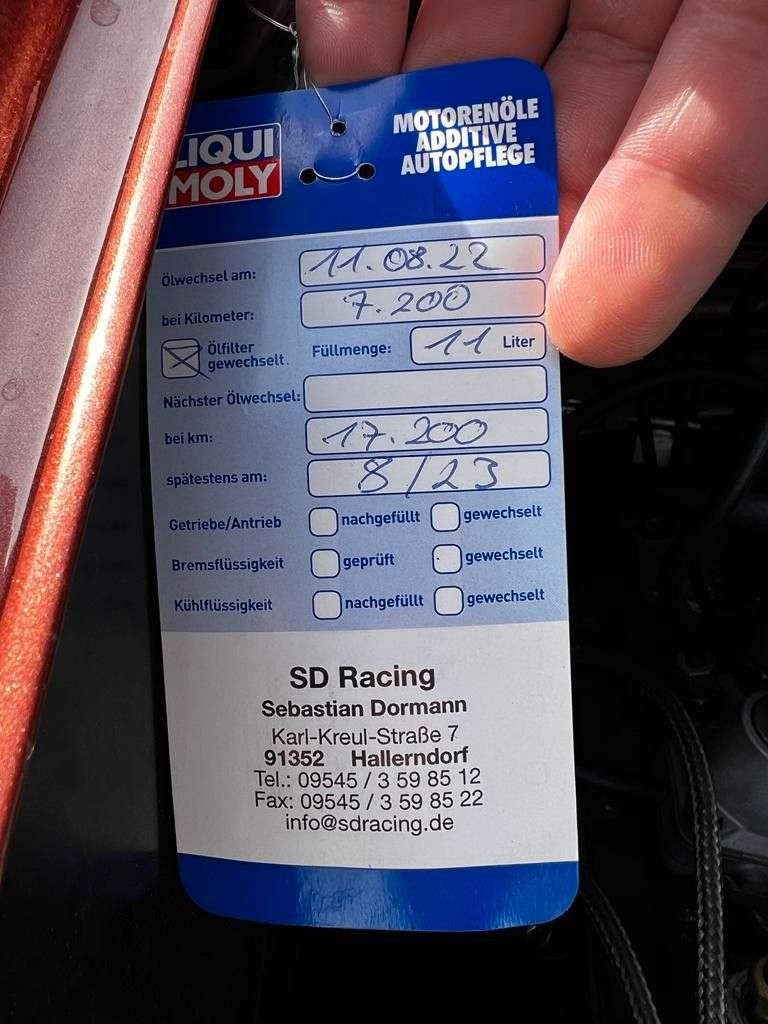 LIQUI
MOLY
MOTORENÖLE
ADDITIVE
AUTOPFLEGE
Ölwechsel am: 11.08.22
bei Kilometer: 7.200
Ölfilter
gewechselt.
Füllmenge: 11 Liter
Nächster Ölwechsel:
bei km: 17.200
spätestens am: 8/23
Getriebe/Antrieb nachgefüllt gewechselt
Bremsflüssigkeit geprüft gewechselt
Kühlflüssigkeit nachgefüllt gewechselt
SD Racing
Sebastian Dormann
Karl-Kreul-Straße 7
91352 Hallerndorf
Tel.: 09545 / 3 59 85 12
Fax: 09545 / 3 59 85 22
info@sdracing.de